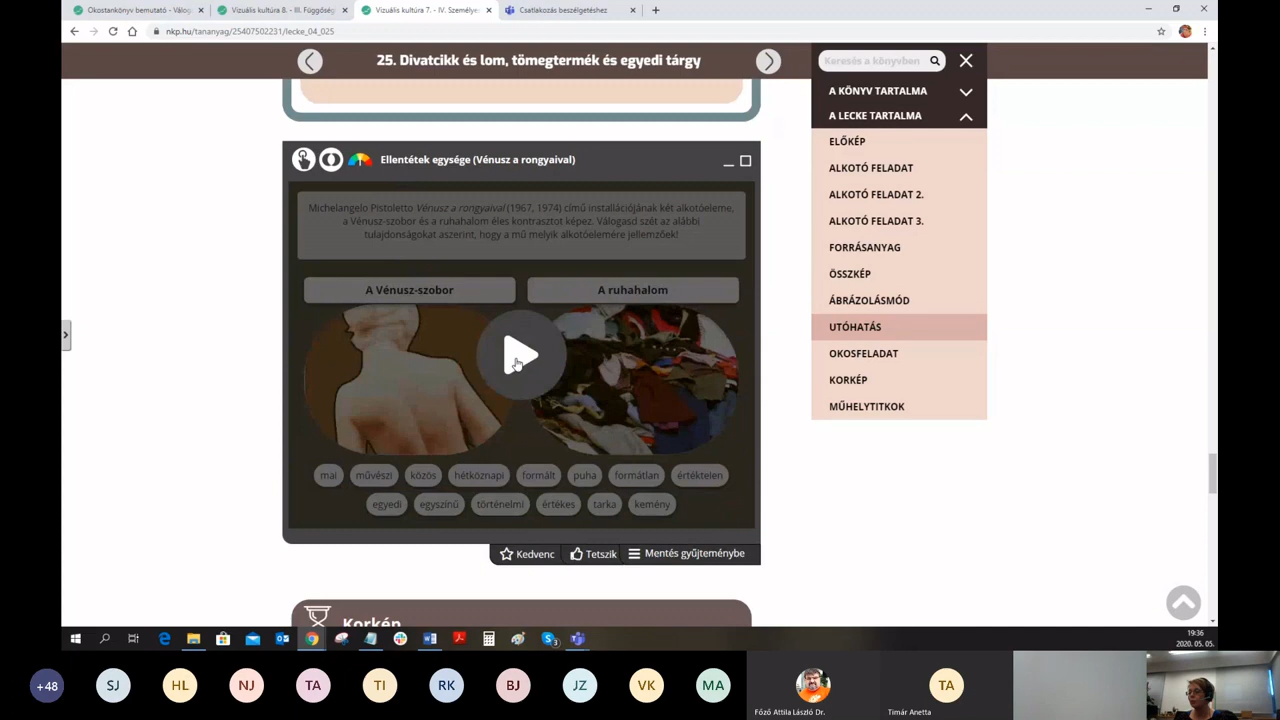 Okostankönyv bemutató - Válog
Vizuális kultúra 8. - III. Függőség
Vizuális kultúra 7. - IV. Személye
Csatlakozás beszélgetéshez
nkp.hu/tananyag/25407502231/lecke_04_025
25. Divatcikk és lom, tömegtermék és egyedi tárgy
Keresés a könyvben
A KÖNYV TARTALMA
A LECKE TARTALMA
ELŐKÉP
ALKOTÓ FELADAT
ALKOTÓ FELADAT 2.
ALKOTÓ FELADAT 3.
FORRÁSANYAG
ÖSSZKÉP
ÁBRÁZOLÁSMÓD
UTÓHATÁS
OKOSFELADAT
KORKÉP
MŰHELYTITKOK
Ellentétek egysége (Vénusz a rongyaival)
Michelangelo Pistoletto Vénusz a rongyaival (1967, 1974) című installációjának két alkotóeleme,
a Vénusz-szobor és a ruhahalom éles kontrasztot képez. Válogasd szét az alábbi
tulajdonságokat aszerint, hogy a mű melyik alkotóelemére jellemzőek!
A Vénusz-szobor
A ruhahalom
mai művészi közös hétköznapi formált puha formátlan értéktelen
egyedi egyszínű történelmi értékes tarka kemény
Kedvenc Tetszik Mentés gyűjteménybe
Korkép
19:36
2020. 05. 05.
+48 SJ HL NJ TA TI RK BJ JZ VK MA TA
Főző Attila László Dr.
Timár Anetta